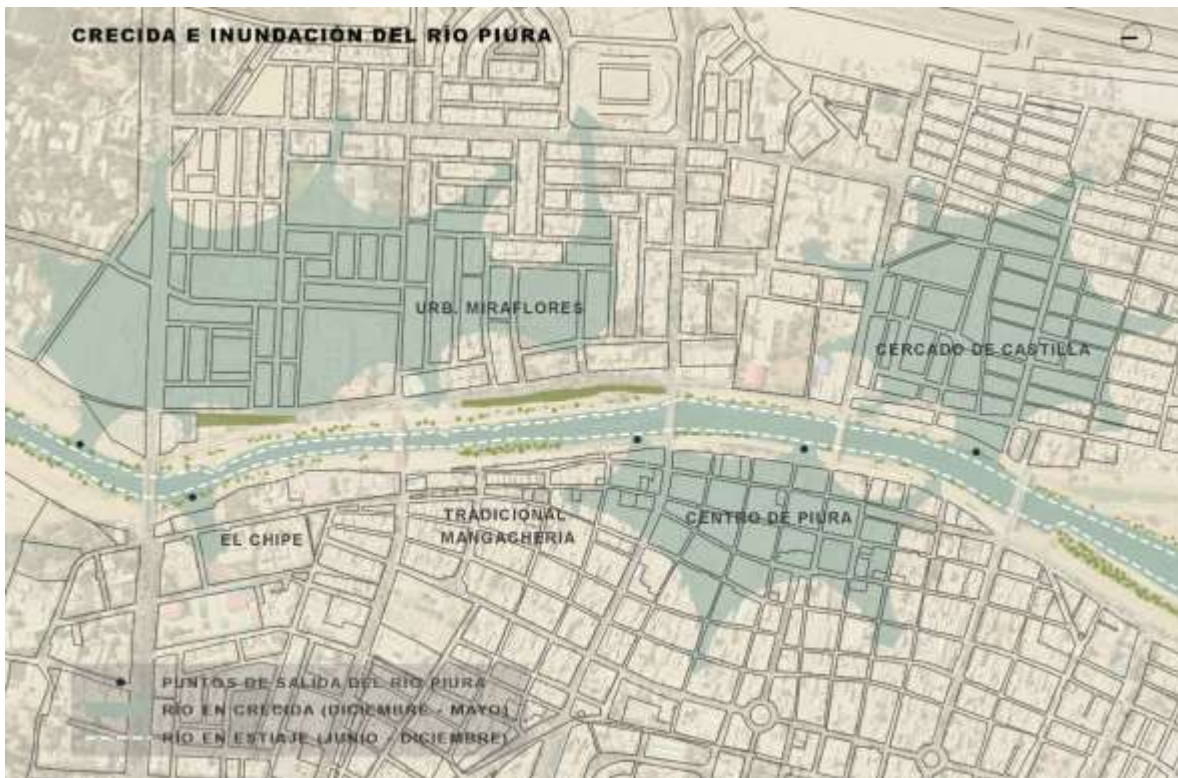 CRECIDA E INUNDACIÓN DEL RÍO PIURA
URB. MIRAFLORES
CERCADO DE CASTILLA
EL CHIPE
TRADICIONAL
MANGACHERÍA
CENTRO DE PIURA
PUNTOS DE SALIDA DEL RÍO PIURA
RÍO EN CRECIDA (DICIEMBRE - MAYO)
RÍO EN ESTIAJE (JUNIO - DICIEMBRE)